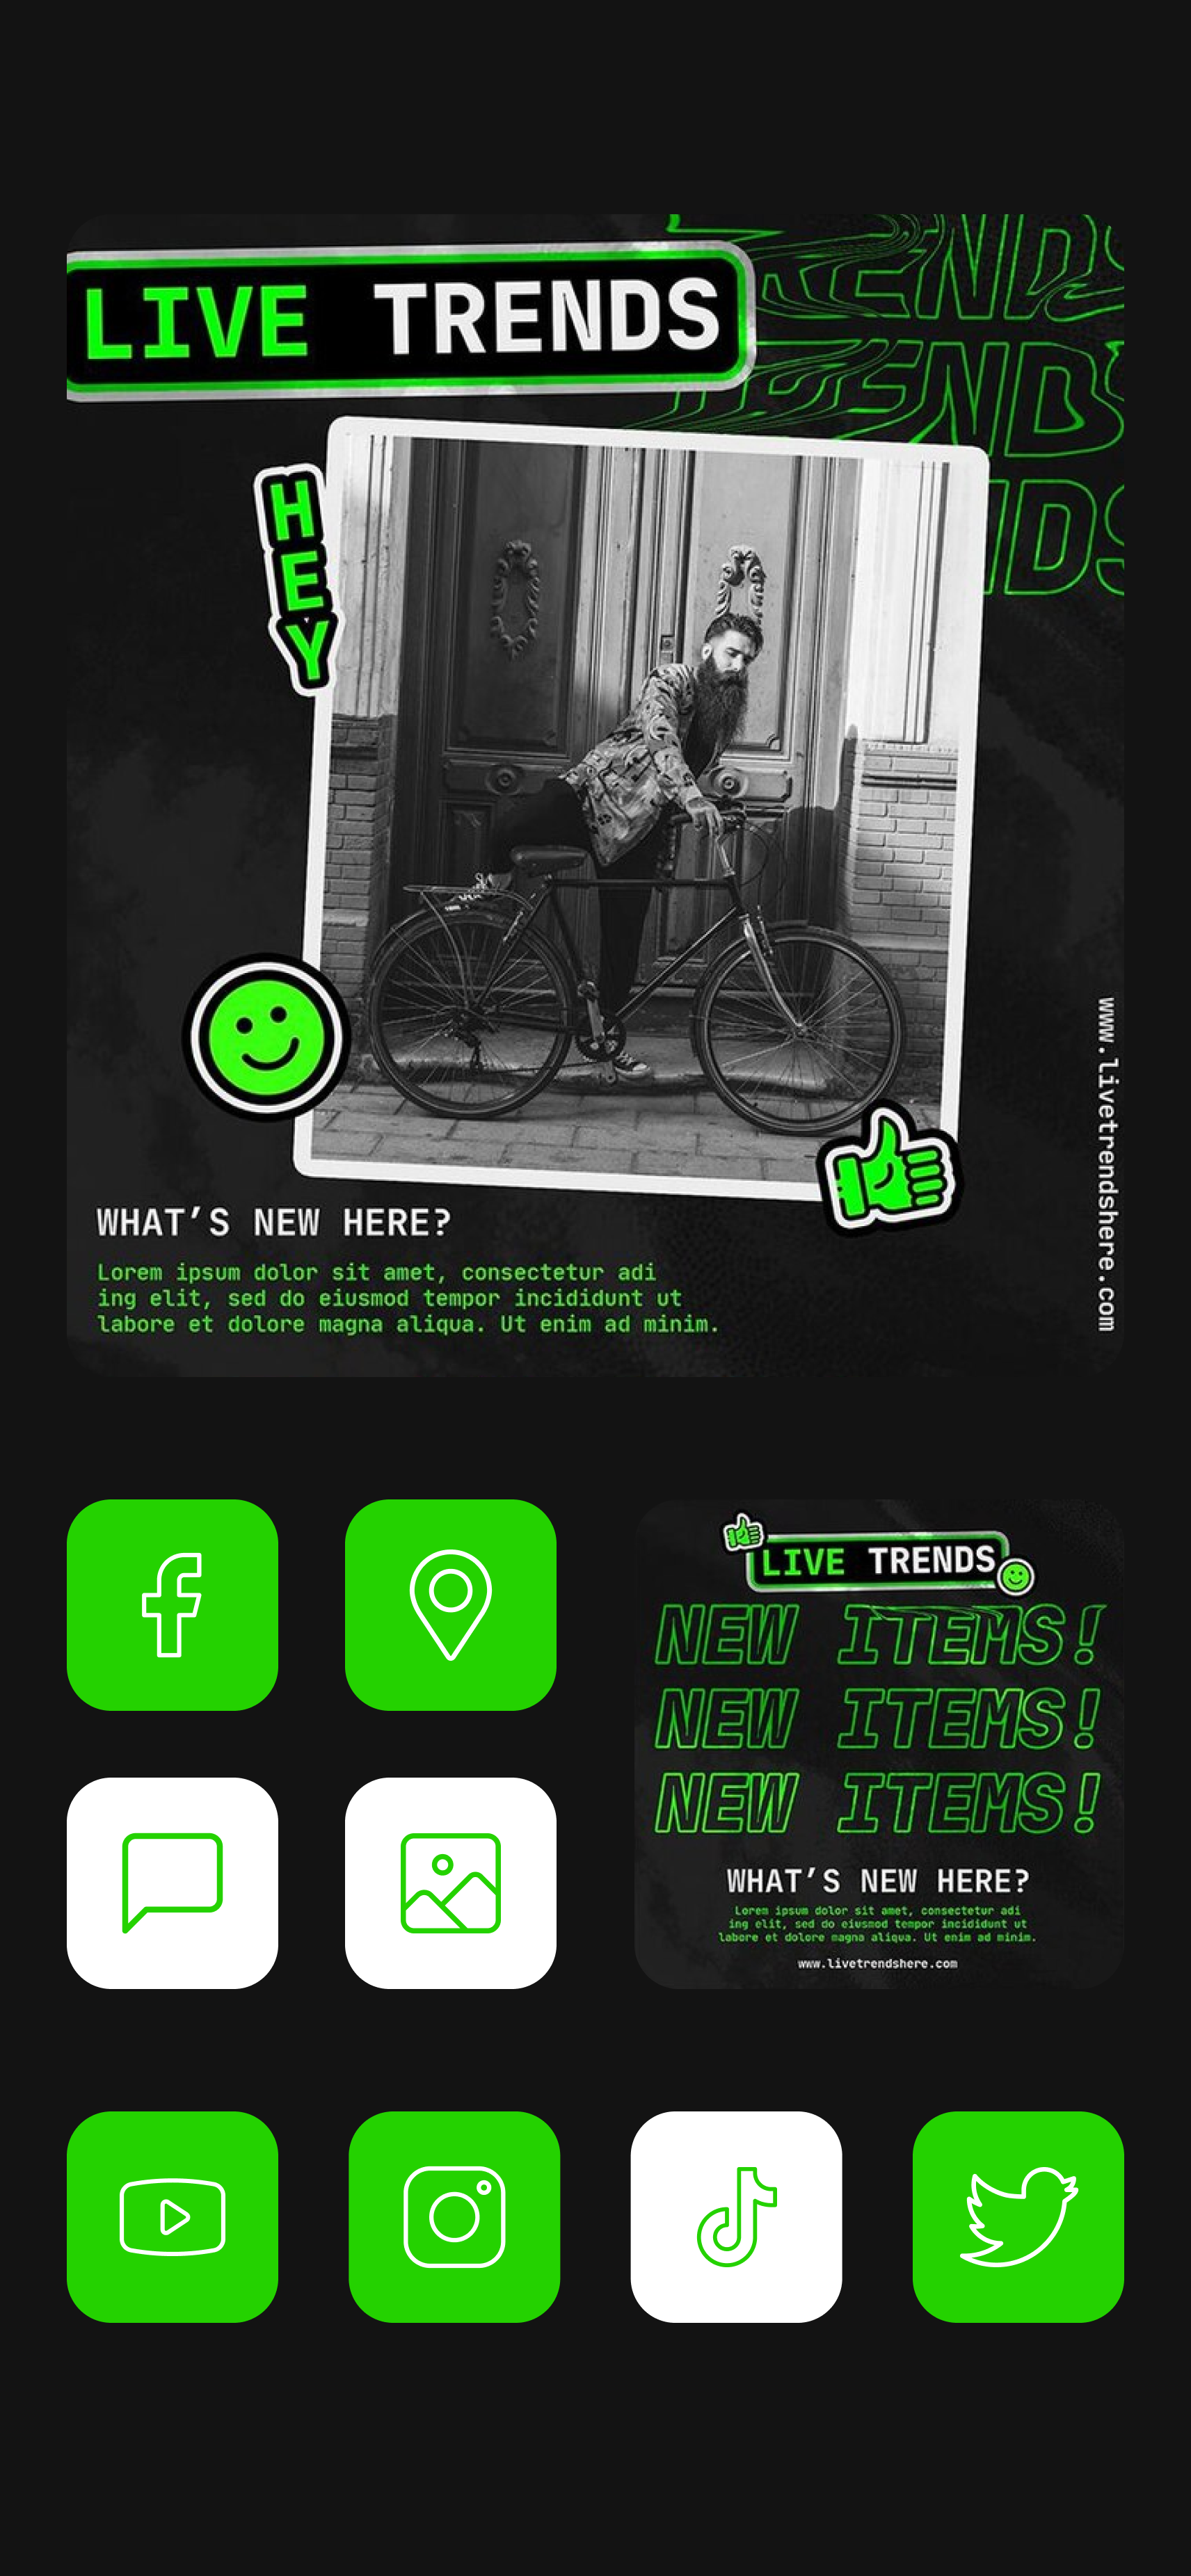 LIVE TRENDS
TRENDS
TRENDS
NDS
HEY
www.livetrendshere.com
WHAT’S NEW HERE?
Lorem ipsum dolor sit amet, consectetur adi
ing elit, sed do eiusmod tempor incididunt ut
labore et dolore magna aliqua. Ut enim ad minim.
LIVE TRENDS
NEW ITEMS!
NEW ITEMS!
NEW ITEMS!
WHAT’S NEW HERE?
Lorem ipsum dolor sit amet, consectetur adi
ing elit, sed do eiusmod tempor incididunt ut
labore et dolore magna aliqua. Ut enim ad minim.
www.livetrendshere.com